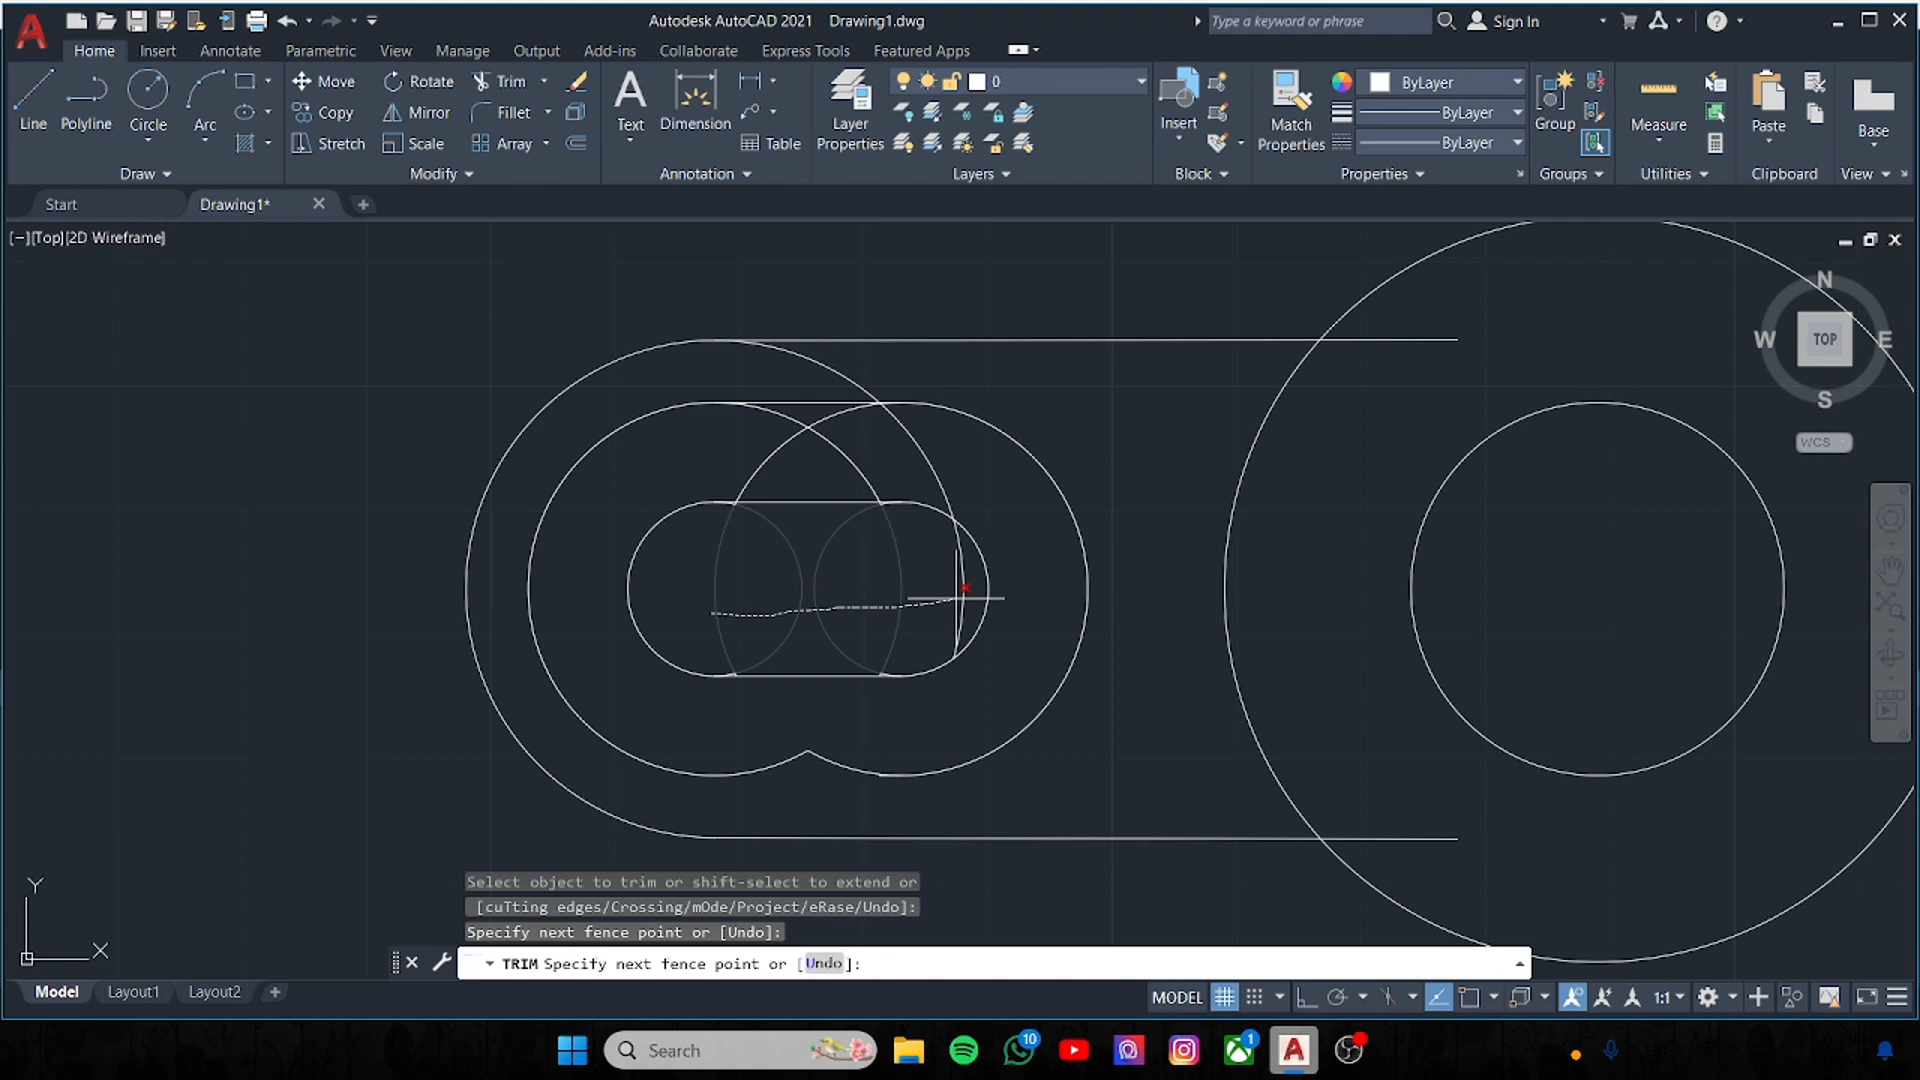 Autodesk AutoCAD 2021 Drawing1.dwg
Type a keyword or phrase
Sign In
Home Insert Annotate Parametric View Manage Output Add-ins Collaborate Express Tools Featured Apps
Line
Polyline
Circle
Arc
Draw
Move
Rotate
Trim
Copy
Mirror
Fillet
Stretch
Scale
Array
Modify
Text
Dimension
Table
Annotation
Layer
Properties
0
Layers
Insert
Block
Match
Properties
ByLayer
ByLayer
ByLayer
Properties
Group
Groups
Measure
Utilities
Paste
Clipboard
Base
View
Start
Drawing1*
[−][Top][2D Wireframe]
N
W
TOP
E
S
WCS
Y
X
Select object to trim or shift-select to extend or
[cuTting edges/Crossing/mOde/Project/eRase/Undo]:
Specify next fence point or [Undo]:
TRIM Specify next fence point or [Undo]:
Model
Layout1
Layout2
MODEL
1:1
Search
10
1